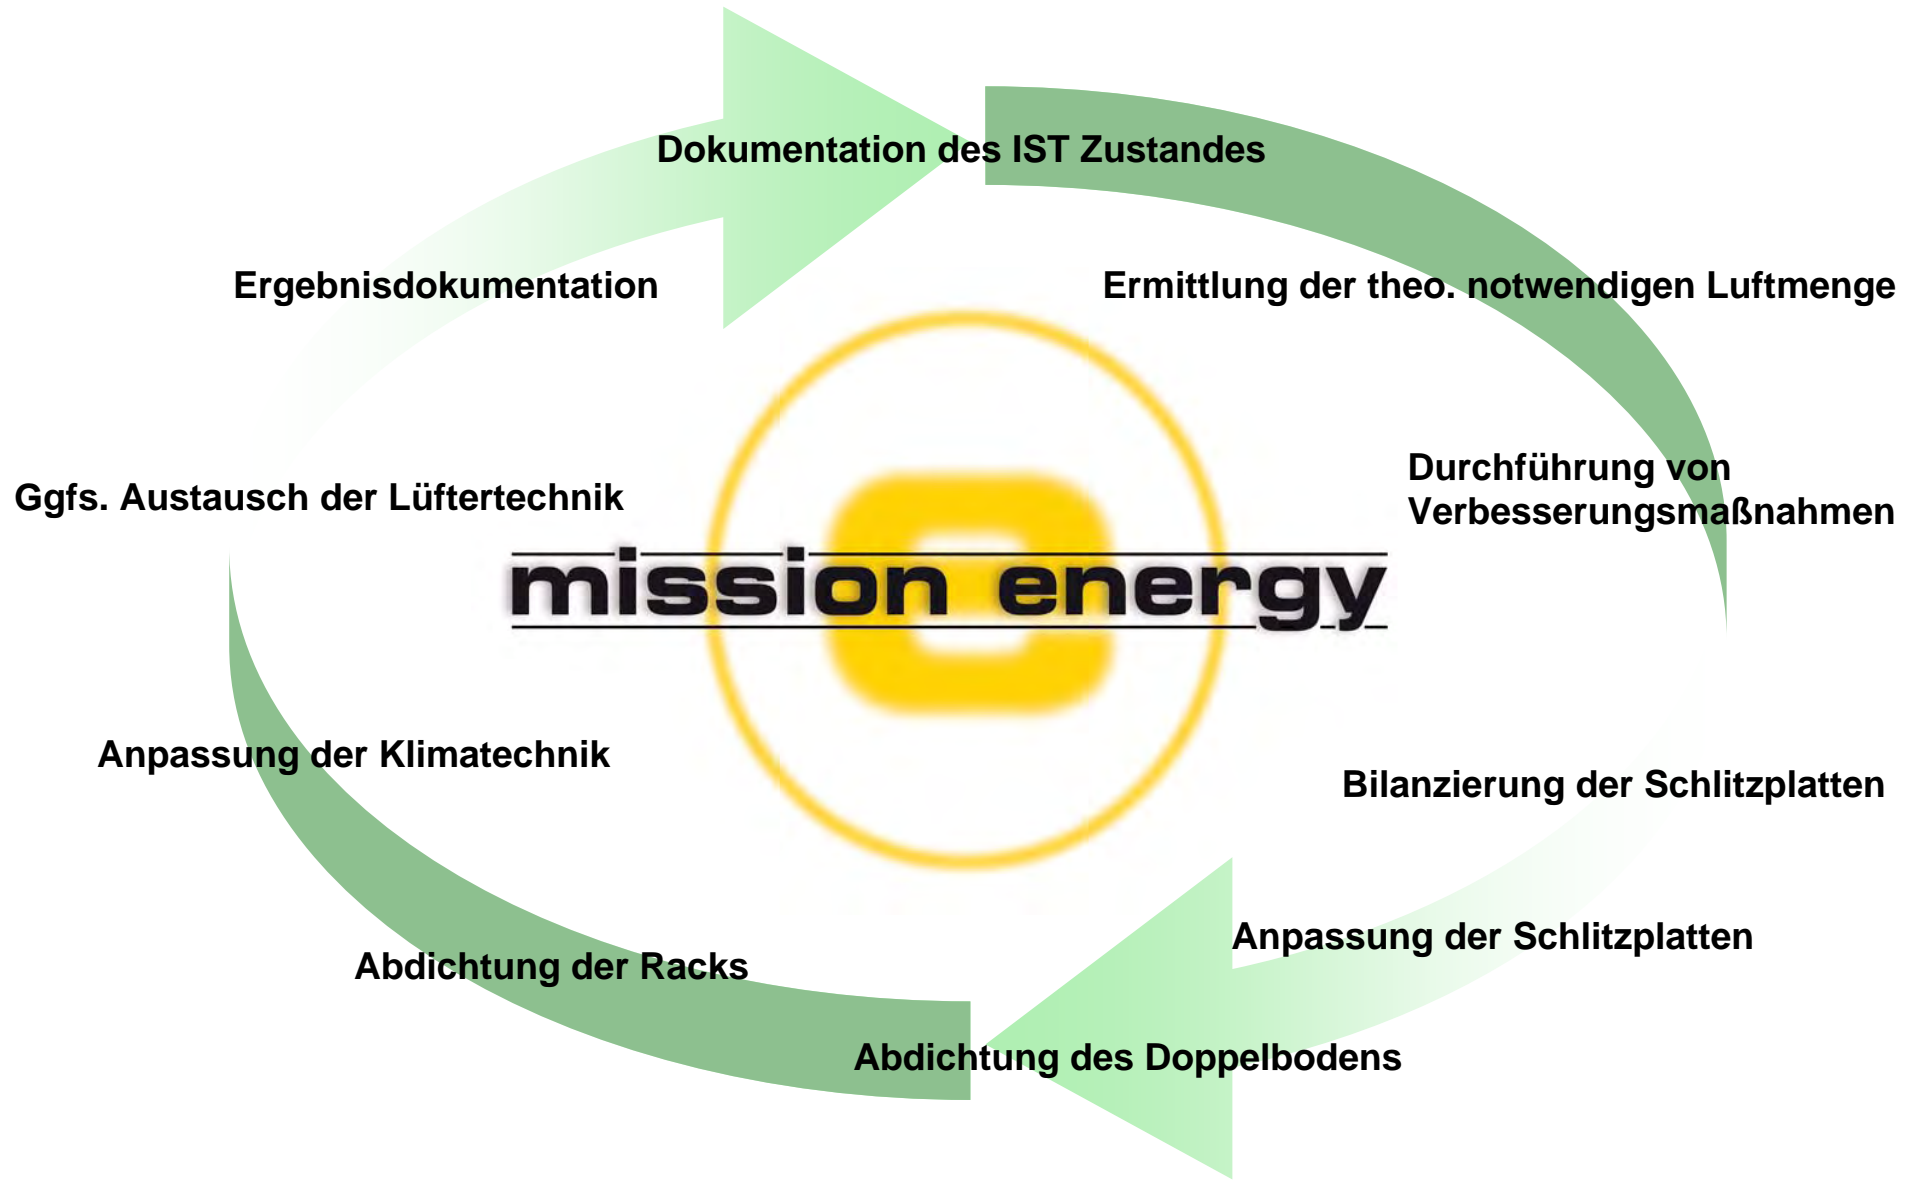 Dokumentation des IST Zustandes
Ermittlung der theo. notwendigen Luftmenge
Durchführung von
Verbesserungsmaßnahmen
Bilanzierung der Schlitzplatten
Anpassung der Schlitzplatten
Abdichtung des Doppelbodens
Abdichtung der Racks
Anpassung der Klimatechnik
Ggfs. Austausch der Lüftertechnik
Ergebnisdokumentation
e
mission energy